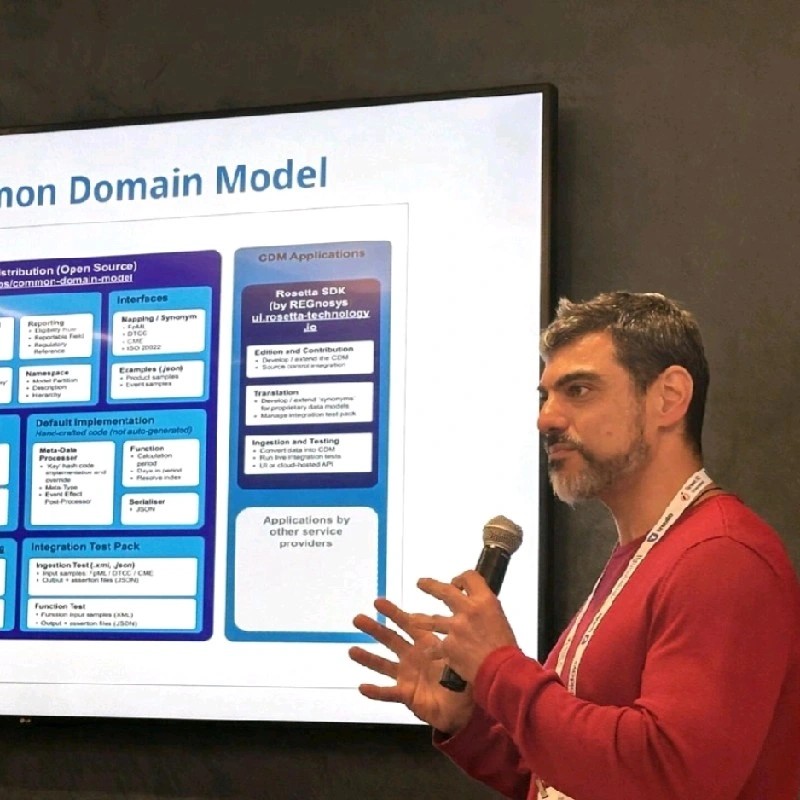 mon Domain Model
stribution (Open Source)
es/common-domain-model
Reporting
Reportable Field
Regulatory
Reference
Namespace
Model Partition
Description
Hierarchy
Interfaces
Mapping / Synonym
FpML
DTCC
CME
ISO 20022
Examples (.json)
Product samples
Event samples
Default Implementation
Hand-crafted code (not auto-generated)
Meta-Data
Processor
implementation and
override
Meta Type
Event Effect
Post-Processor
Function
Calculation
period
Days in period
Resolve index
Serialiser
JSON
Integration Test Pack
Ingestion Test (.xml, .json)
Input samples: FpML / DTCC / CME
Output + assertion files (JSON)
Function Test
Function input samples (XML)
Output + assertion files (JSON)
CDM Applications
Rosetta SDK
(by REGnosys
ui.rosetta-technology
.io
Edition and Contribution
Develop / extend the CDM
Source control integration
Translation
Develop / extend synonyms
for proprietary data models
Manage integration test pack
Ingestion and Testing
Convert data into CDM
Run live integration tests
UI or cloud-hosted API
Applications by
other service
providers
LG